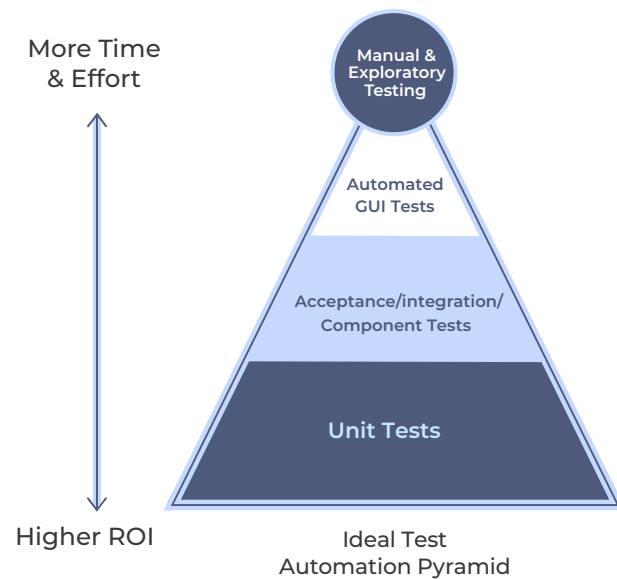 More Time
& Effort
Manual &
Exploratory
Testing
Automated
GUI Tests
Acceptance/integration/
Component Tests
Unit Tests
Higher ROI
Ideal Test
Automation Pyramid